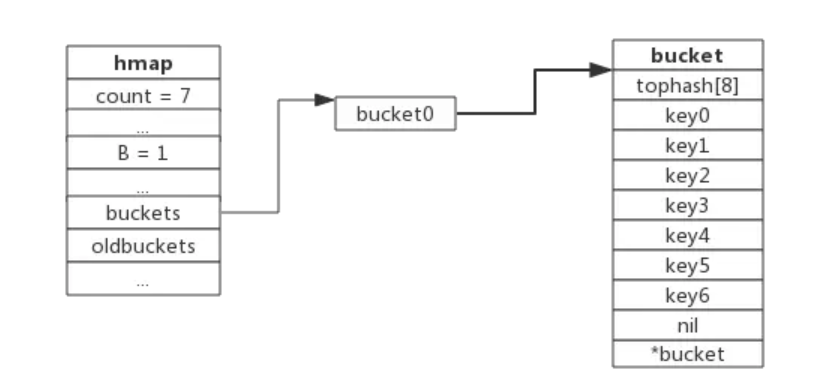 hmap
count = 7
...
B = 1
...
buckets
oldbuckets
...
bucket0
bucket
tophash[8]
key0
key1
key2
key3
key4
key5
key6
nil
*bucket